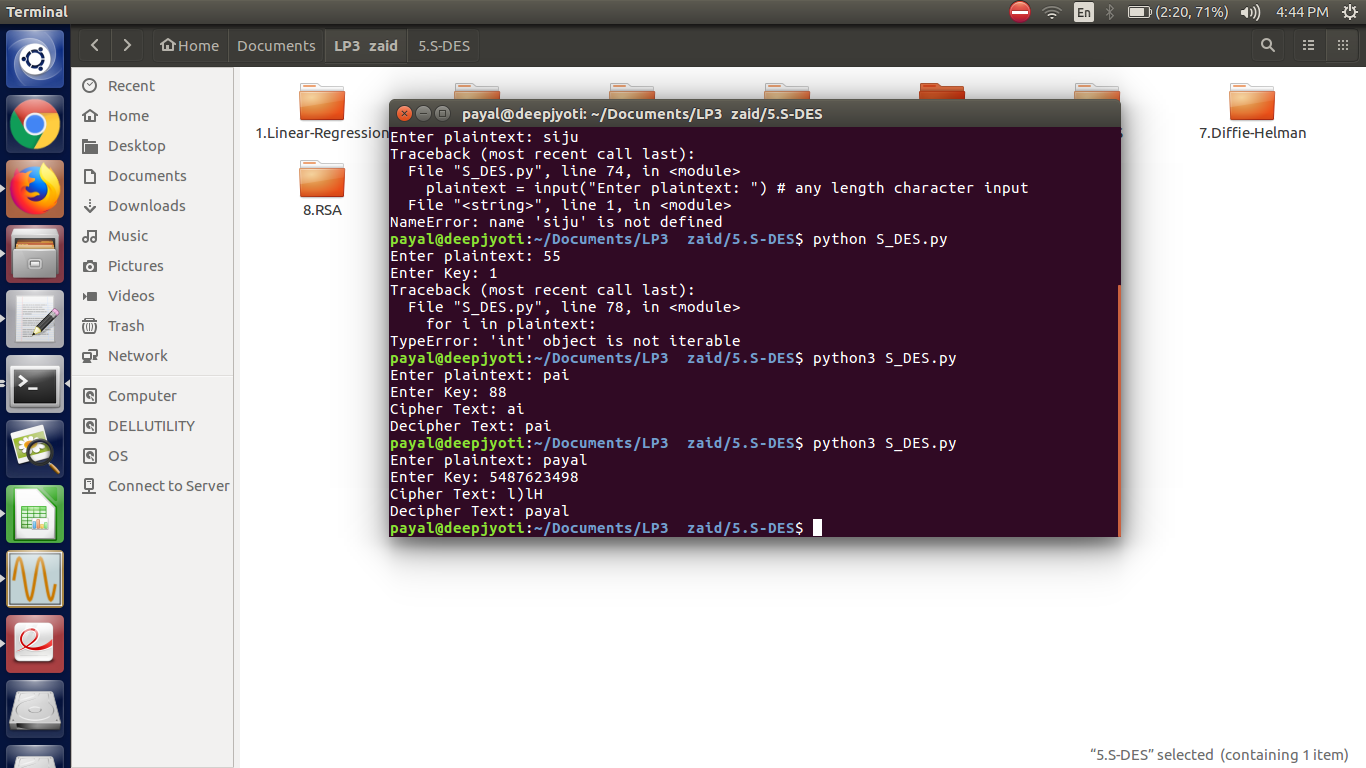 Terminal
En
(2:20, 71%)
4:44 PM
Home
Documents
LP3 zaid
5.S-DES
Recent
Home
Desktop
Documents
Downloads
Music
Pictures
Videos
Trash
Network
Computer
DELLUTILITY
OS
Connect to Server
1.Linear-Regression
7.Diffie-Helman
8.RSA
payal@deepjyoti: ~/Documents/LP3  zaid/5.S-DES
Enter plaintext: siju
Traceback (most recent call last):
  File "S_DES.py", line 74, in <module>
    plaintext = input("Enter plaintext: ") # any length character input
  File "<string>", line 1, in <module>
NameError: name 'siju' is not defined
payal@deepjyoti:~/Documents/LP3  zaid/5.S-DES$ python S_DES.py
Enter plaintext: 55
Enter Key: 1
Traceback (most recent call last):
  File "S_DES.py", line 78, in <module>
    for i in plaintext:
TypeError: 'int' object is not iterable
payal@deepjyoti:~/Documents/LP3  zaid/5.S-DES$ python3 S_DES.py
Enter plaintext: pai
Enter Key: 88
Cipher Text: ai
Decipher Text: pai
payal@deepjyoti:~/Documents/LP3  zaid/5.S-DES$ python3 S_DES.py
Enter plaintext: payal
Enter Key: 5487623498
Cipher Text: l)lH
Decipher Text: payal
payal@deepjyoti:~/Documents/LP3  zaid/5.S-DES$
“5.S-DES” selected (containing 1 item)